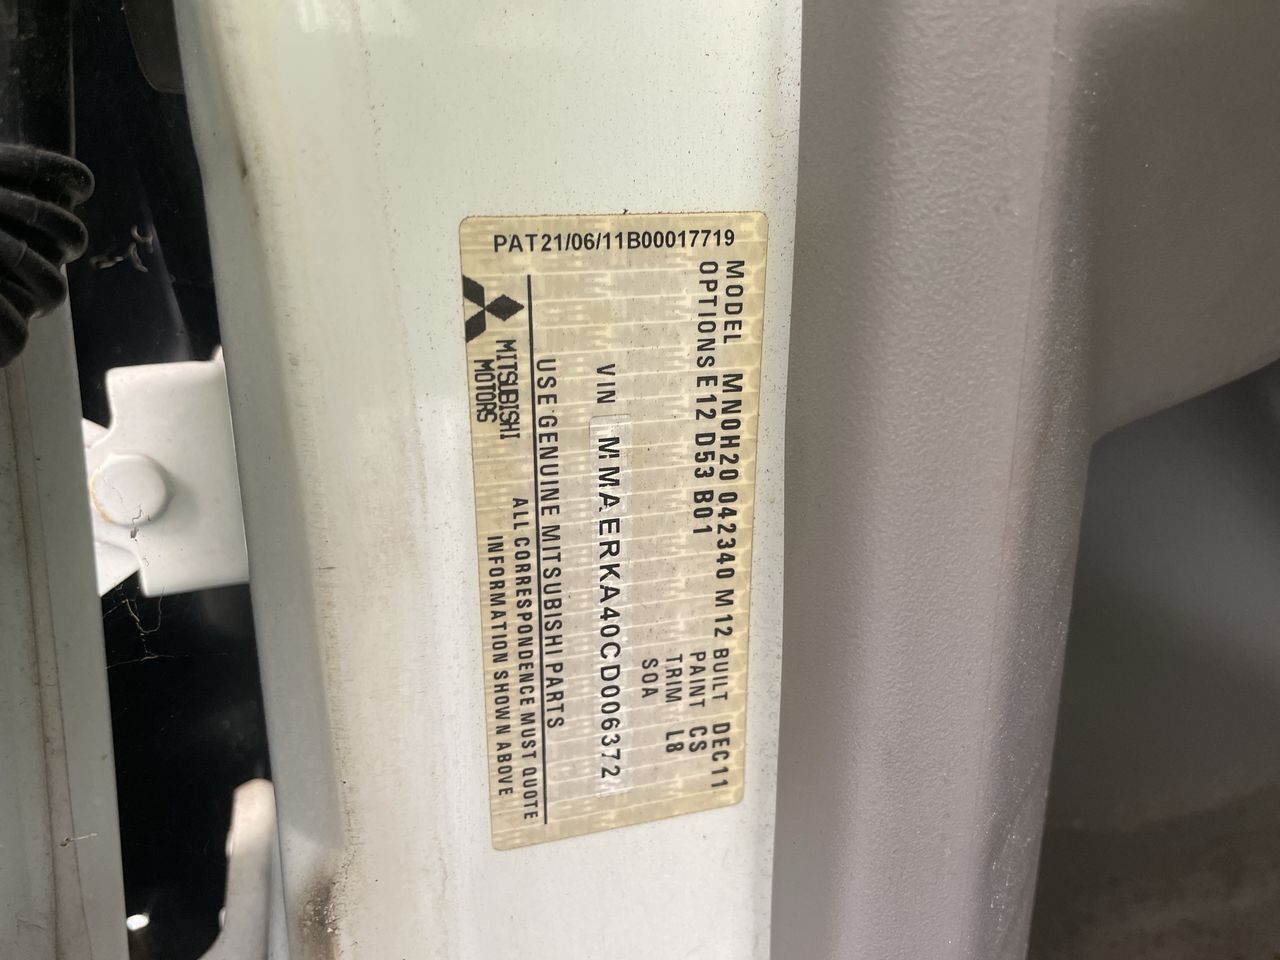 PAT21/06/11B00017719
MODEL MN0H20 042340 M12 BUILT DEC11
OPTIONS E12 D53 B01 PAINT CS
TRIM L8
SOA
VIN MMAERKA40CD006372
USE GENUINE MITSUBISHI PARTS
MITSUBISHI
MOTORS
ALL CORRESPONDENCE MUST QUOTE
INFORMATION SHOWN ABOVE